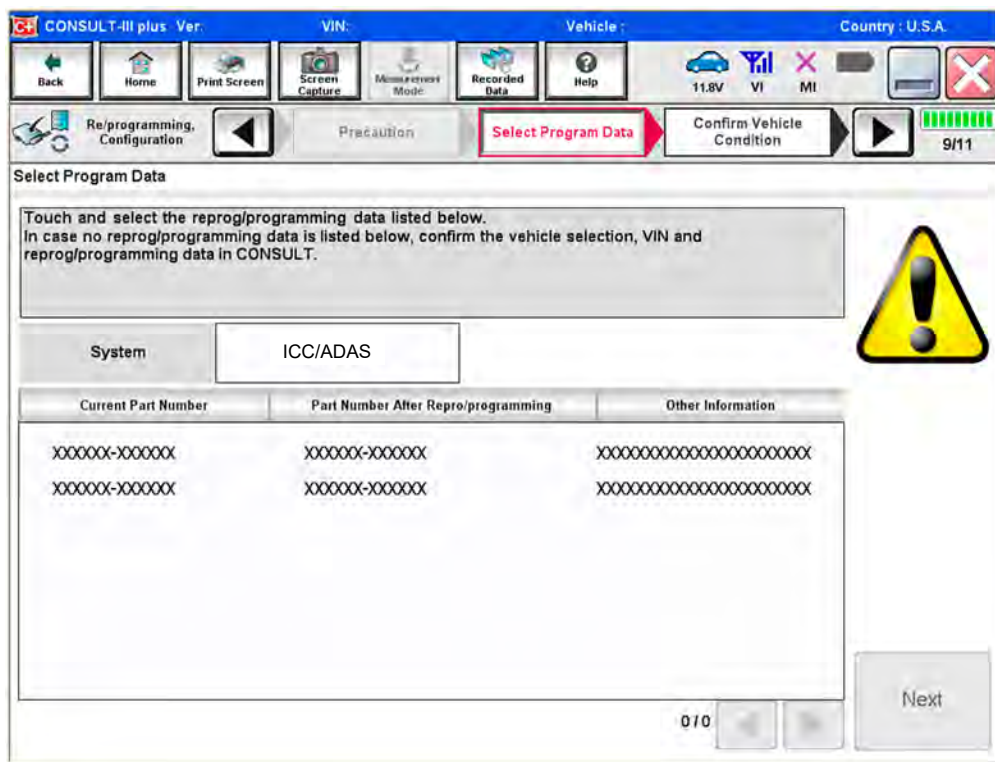 C+ CONSULT-III plus Ver. VIN: Vehicle : Country : U.S.A.
Back Home Print Screen Screen Capture Measurement Mode Recorded Data Help 11.8V VI MI
Re/programming, Configuration Precaution Select Program Data Confirm Vehicle Condition 9/11
Select Program Data
Touch and select the reprog/programming data listed below.
In case no reprog/programming data is listed below, confirm the vehicle selection, VIN and
reprog/programming data in CONSULT.
System ICC/ADAS
Current Part Number Part Number After Repro/programming Other Information
XXXXXX-XXXXXX XXXXXX-XXXXXX XXXXXXXXXXXXXXXXXXXXXXX
XXXXXX-XXXXXX XXXXXX-XXXXXX XXXXXXXXXXXXXXXXXXXXXXX
Next
0/0